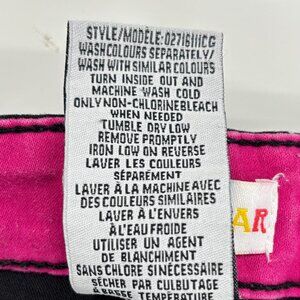 STYLE/MODÈLE: 0271611ICG
WASH COLOURS SEPARATELY/
WASH WITH SIMILAR COLOURS
TURN INSIDE OUT AND
MACHINE WASH COLD
ONLY NON-CHLORINE BLEACH
WHEN NEEDED
TUMBLE DRY LOW
REMOVE PROMPTLY
IRON LOW ON REVERSE
LAVER LES COULEURS
SÉPARÉMENT
LAVER À LA MACHINE AVEC
DES COULEURS SIMILAIRES
LAVER À L'ENVERS
À L'EAU FROIDE
UTILISER UN AGENT
DE BLANCHIMENT
SANS CHLORE SI NÉCESSAIRE
SÉCHER PAR CULBUTAGE
À BASSE TEMPÉRATURE
AR